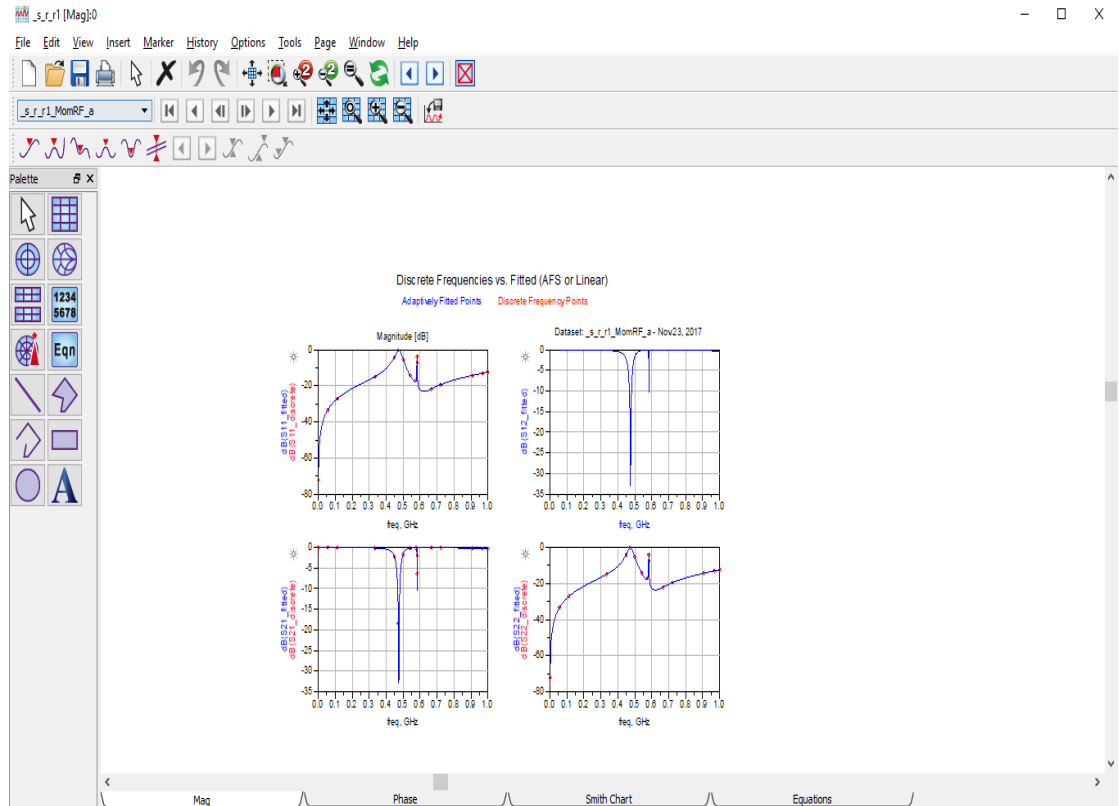 _s_r_r1 [Mag]:0
File Edit View Insert Marker History Options Tools Page Window Help
_s_r_r1_MomRF_a
Palette
1234
5678
Eqn
A
Discrete Frequencies vs. Fitted (AFS or Linear)
Adaptively Fitted Points Discrete Frequency Points
Magnitude [dB]
0
-20
-40
-60
-80
dB(S11_fitted)
dB(S11_discrete)
0.0 0.1 0.2 0.3 0.4 0.5 0.6 0.7 0.8 0.9 1.0
freq, GHz
Dataset: _s_r_r1_MomRF_a - Nov23, 2017
0
-5
-10
-15
-20
-25
-30
-35
dB(S12_fitted)
0.0 0.1 0.2 0.3 0.4 0.5 0.6 0.7 0.8 0.9 1.0
freq, GHz
0
-5
-10
-15
-20
-25
-30
-35
dB(S21_fitted)
dB(S21_discrete)
0.0 0.1 0.2 0.3 0.4 0.5 0.6 0.7 0.8 0.9 1.0
freq, GHz
0
-20
-40
-60
-80
dB(S22_fitted)
dB(S22_discrete)
0.0 0.1 0.2 0.3 0.4 0.5 0.6 0.7 0.8 0.9 1.0
freq, GHz
Mag Phase Smith Chart Equations